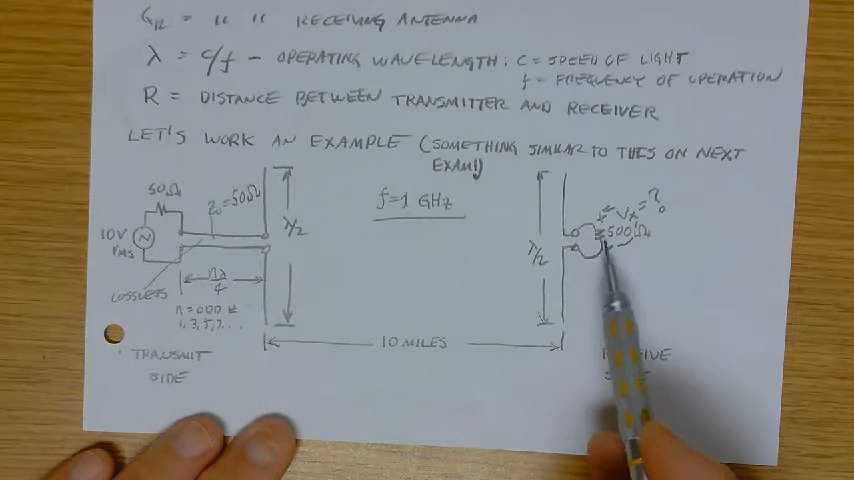 GR = " " RECEIVING ANTENNA
λ = c/f - OPERATING WAVELENGTH; C = SPEED OF LIGHT
f = FREQUENCY OF OPERATION
R = DISTANCE BETWEEN TRANSMITTER AND RECEIVER
LET'S WORK AN EXAMPLE (SOMETHING SIMILAR TO THIS ON NEXT
EXAM!)
50Ω
Z0=50Ω
10V
RMS
LOSSLESS
nλ/4
n = ODD #
1,3,5,7...
λ/2
f=1 GHz
λ/2
+ Vx = ?
500Ω
-
10 MILES
TRANSMIT
SIDE